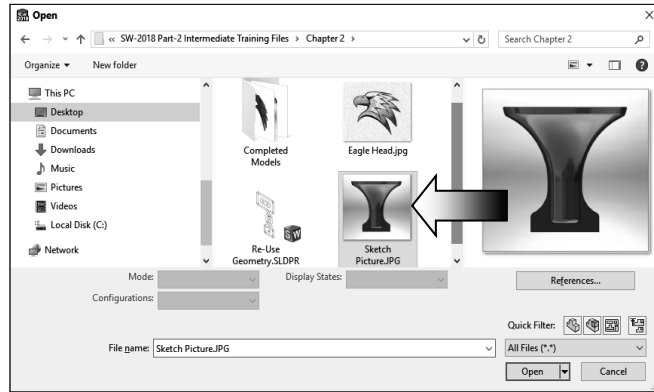 Open
« SW-2018 Part-2 Intermediate Training Files › Chapter 2 ›
Search Chapter 2
Organize
New folder
This PC
Desktop
Documents
Downloads
Music
Pictures
Videos
Local Disk (C:)
Network
Completed
Models
Eagle Head.jpg
Re-Use
Geometry.SLDPR
Sketch
Picture.JPG
Mode:
Display States:
References...
Configurations:
Quick Filter:
File name: Sketch Picture.JPG
All Files (*.*)
Open
Cancel